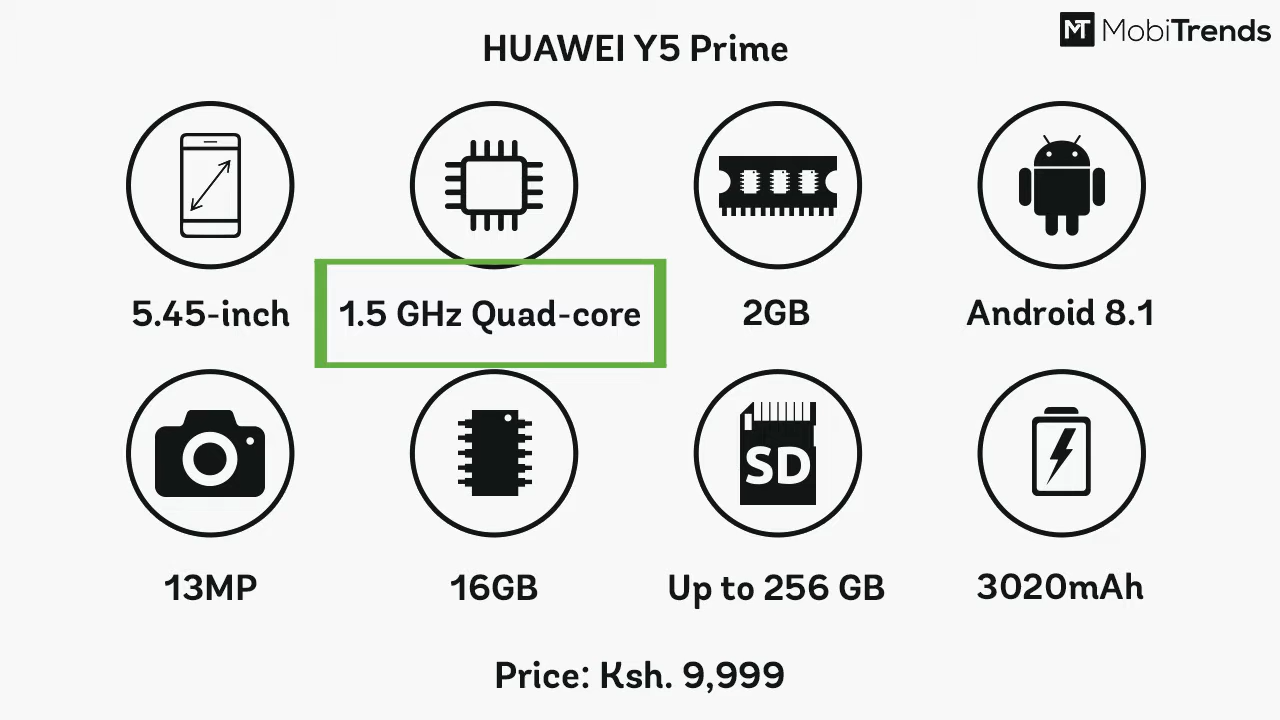 MT MobiTrends
HUAWEI Y5 Prime
5.45-inch
1.5 GHz Quad-core
2GB
Android 8.1
SD
13MP
16GB
Up to 256 GB
3020mAh
Price: Ksh. 9,999